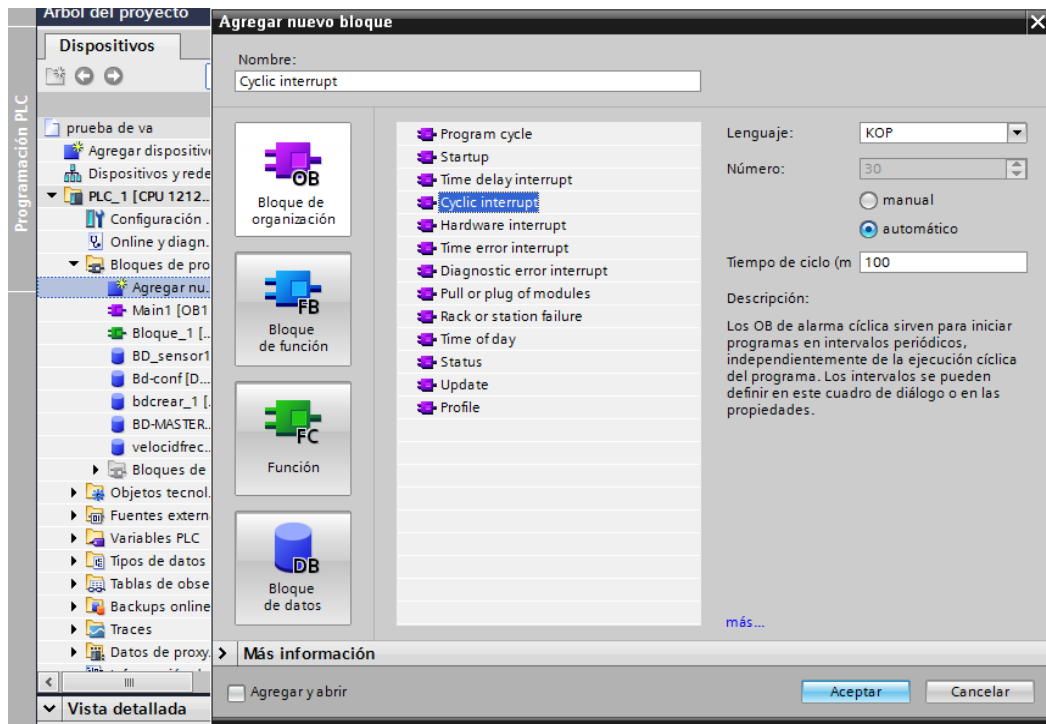 Árbol del proyecto
Dispositivos
Programación PLC
prueba de va
Agregar dispositiv
Dispositivos y rede
PLC_1 [CPU 1212..
Configuración .
Online y diagn.
Bloques de pro
Agregar nu.
Main1 [OB1
Bloque_1 [..
BD_sensor1
Bd-conf [D...
bdcrear_1 [.
BD-MASTER..
velocidfrec..
Bloques de
Objetos tecnol.
Fuentes extern
Variables PLC
Tipos de datos
Tablas de obse
Backups online
Traces
Datos de proxy.
Vista detallada
Agregar nuevo bloque
Nombre:
Cyclic interrupt
OB
Bloque de
organización
FB
Bloque
de función
FC
Función
DB
Bloque
de datos
Program cycle
Startup
Time delay interrupt
Cyclic interrupt
Hardware interrupt
Time error interrupt
Diagnostic error interrupt
Pull or plug of modules
Rack or station failure
Time of day
Status
Update
Profile
Lenguaje: KOP
Número: 30
manual
automático
Tiempo de ciclo (m 100
Descripción:
Los OB de alarma cíclica sirven para iniciar
programas en intervalos periódicos,
independientemente de la ejecución cíclica
del programa. Los intervalos se pueden
definir en este cuadro de diálogo o en las
propiedades.
más...
Más información
Agregar y abrir
Aceptar
Cancelar